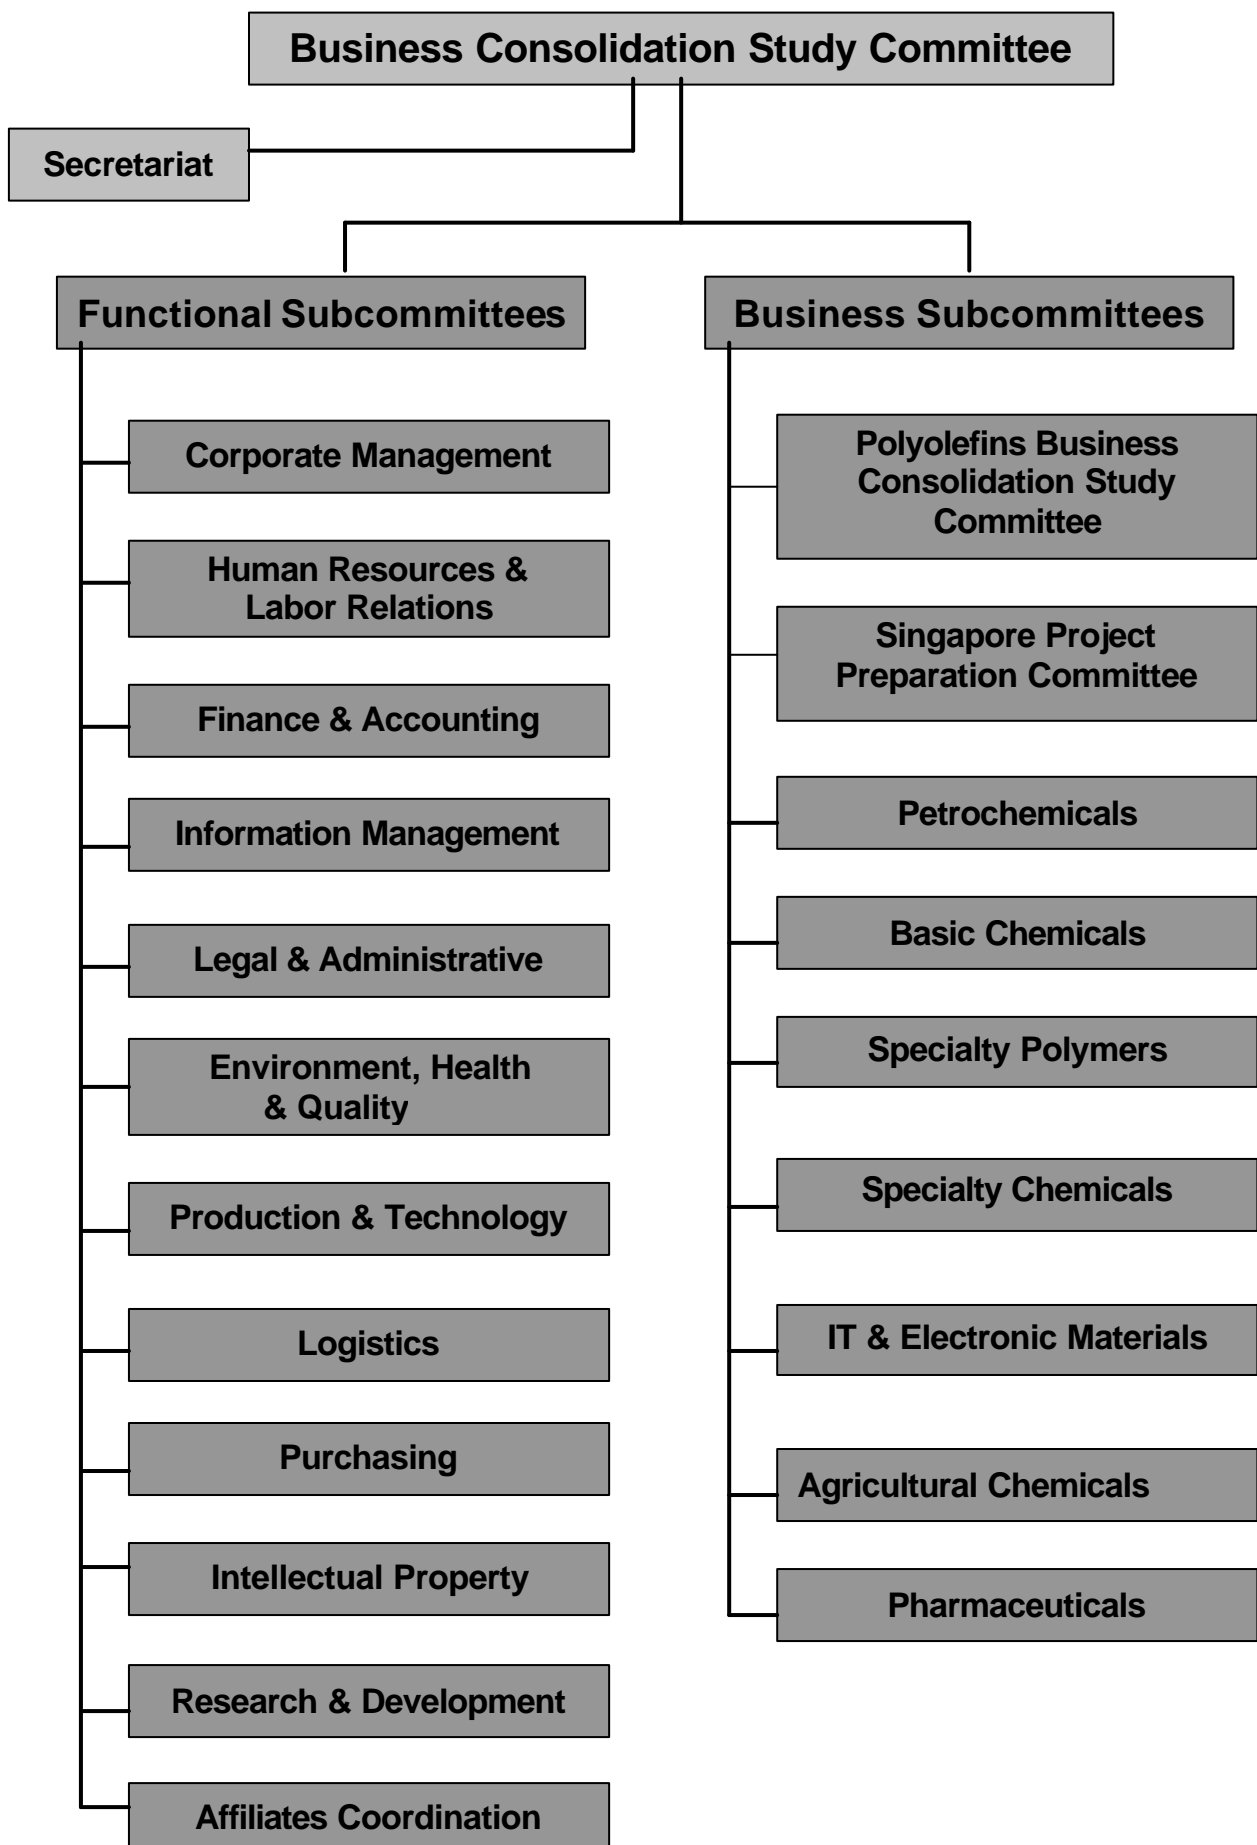 Business Consolidation Study Committee
Secretariat
Functional Subcommittees
Corporate Management
Human Resources &
Labor Relations
Finance & Accounting
Information Management
Legal & Administrative
Environment, Health
& Quality
Production & Technology
Logistics
Purchasing
Intellectual Property
Research & Development
Affiliates Coordination
Business Subcommittees
Polyolefins Business
Consolidation Study
Committee
Singapore Project
Preparation Committee
Petrochemicals
Basic Chemicals
Specialty Polymers
Specialty Chemicals
IT & Electronic Materials
Agricultural Chemicals
Pharmaceuticals